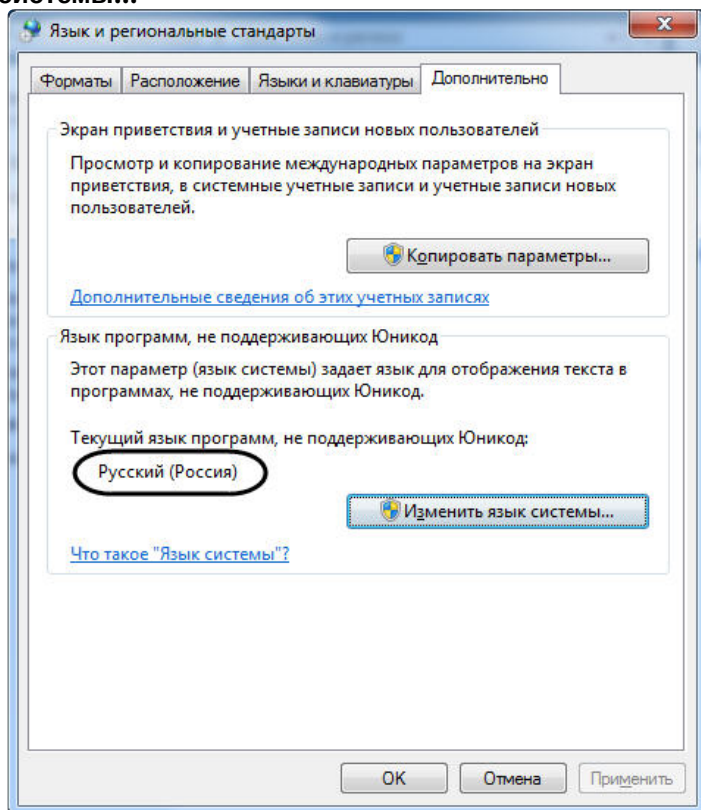 системы...
Язык и региональные стандарты
Форматы Расположение Языки и клавиатуры Дополнительно
Экран приветствия и учетные записи новых пользователей
Просмотр и копирование международных параметров на экран
приветствия, в системные учетные записи и учетные записи новых
пользователей.
Копировать параметры...
Дополнительные сведения об этих учетных записях
Язык программ, не поддерживающих Юникод
Этот параметр (язык системы) задает язык для отображения текста в
программах, не поддерживающих Юникод.
Текущий язык программ, не поддерживающих Юникод:
Русский (Россия)
Изменить язык системы...
Что такое "Язык системы"?
OK Отмена Применить